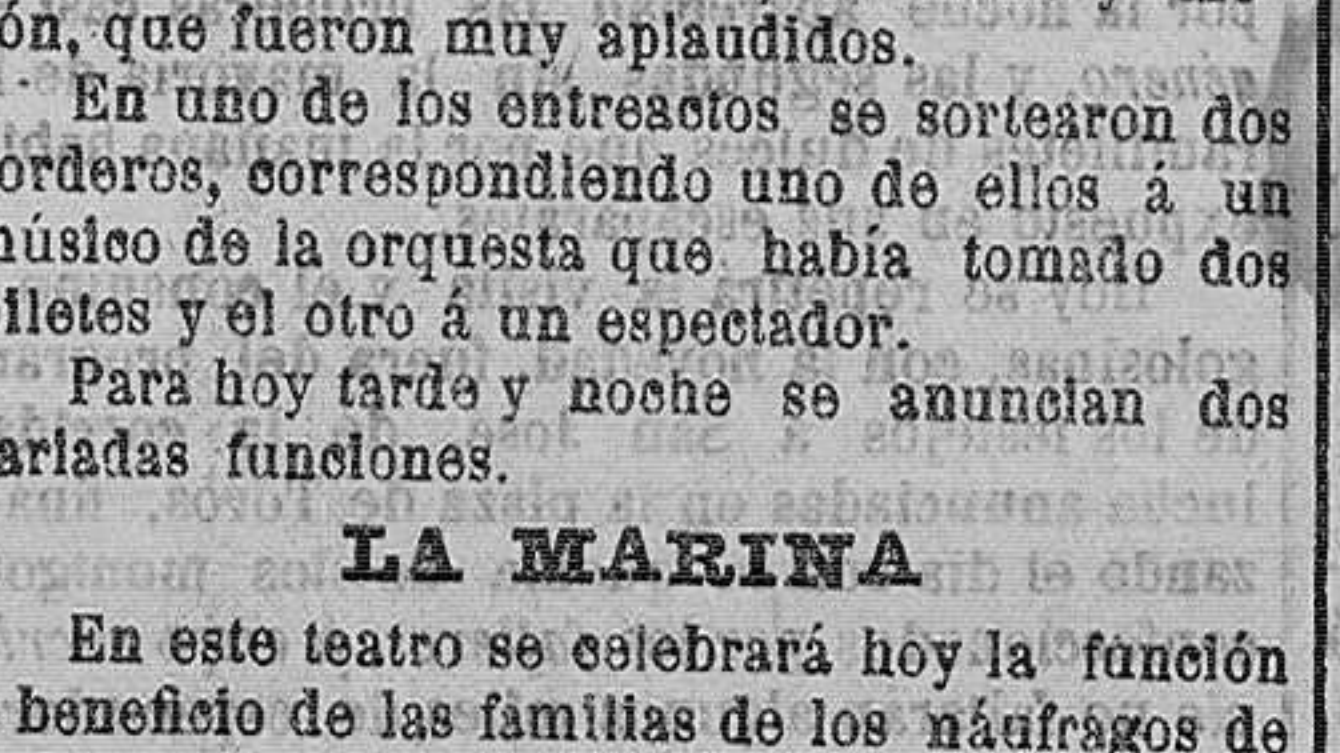 ón, que fueron muy aplaudidos.
En uno de los entreactos se sortearon dos
orderos, correspondiendo uno de ellos á un
núsico de la orquesta que había tomado dos
illetes y el otro á un espectador.
Para hoy tarde y noche se anuncian dos
ariadas funciones.
LA MARINA
En este teatro se celebrará hoy la función
beneficio de las familias de los náufragos de